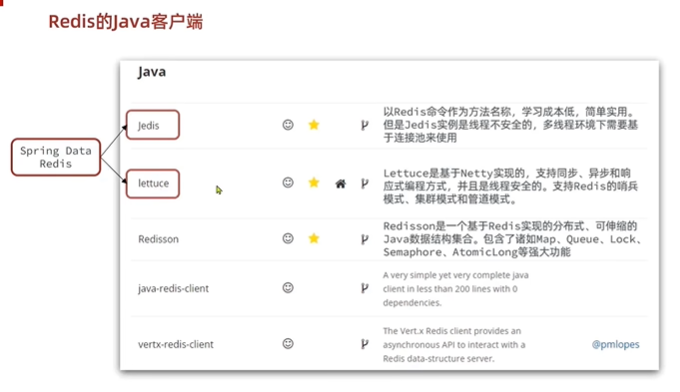 Redis的Java客户端
Java
Spring Data
Redis
Jedis
以Redis命令作为方法名称，学习成本低，简单实用。
但是Jedis实例是线程不安全的，多线程环境下需要基
于连接池来使用
lettuce
Lettuce是基于Netty实现的，支持同步、异步和响
应式编程方式，并且是线程安全的。支持Redis的哨兵
模式、集群模式和管道模式。
Redisson
Redisson是一个基于Redis实现的分布式、可伸缩的
Java数据结构集合。包含了诸如Map、Queue、Lock、
Semaphore、AtomicLong等强大功能
java-redis-client
A very simple yet very complete java
client in less than 200 lines with 0
dependencies.
vertx-redis-client
The Vert.x Redis client provides an
asynchronous API to interact with a
Redis data-structure server.
@pmlopes